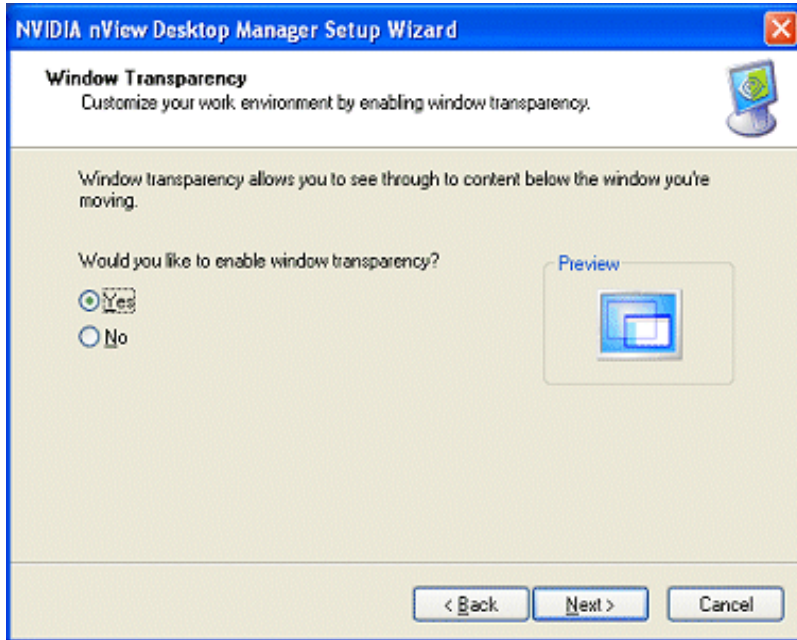 NVIDIA nView Desktop Manager Setup Wizard
Window Transparency
Customize your work environment by enabling window transparency.
Window transparency allows you to see through to content below the window you're
moving.
Would you like to enable window transparency?
Preview
Yes
No
< Back
Next >
Cancel